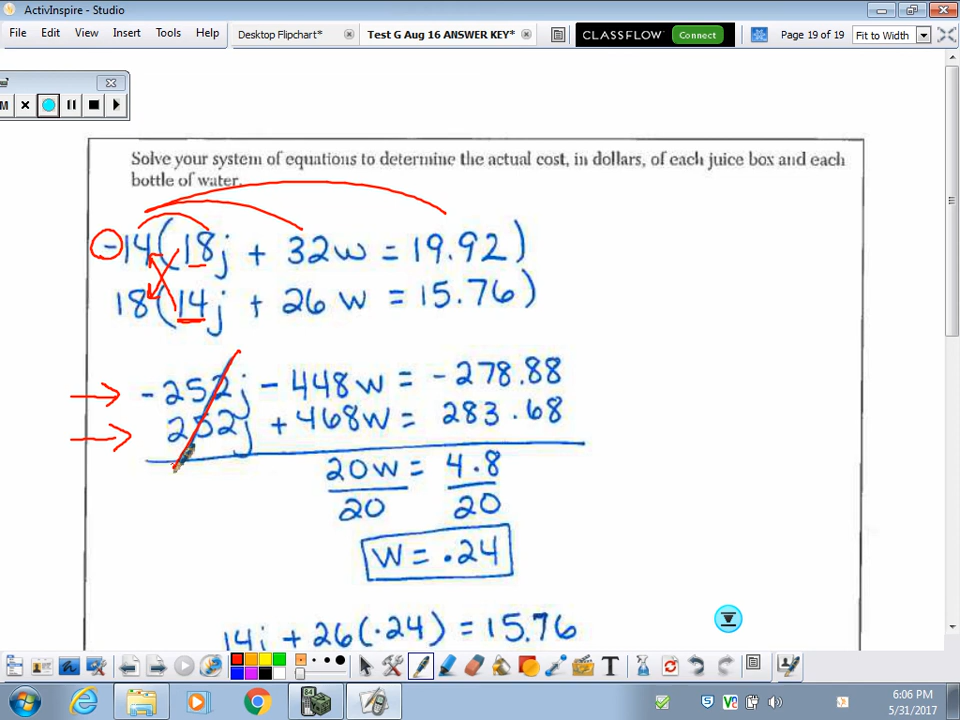 ActivInspire - Studio
File Edit View Insert Tools Help
Desktop Flipchart*
Test G Aug 16 ANSWER KEY*
CLASSFLOW
Connect
Page 19 of 19
Fit to Width
M
Solve your system of equations to determine the actual cost, in dollars, of each juice box and each
bottle of water.
-14(18j + 32w = 19.92)
18(14j + 26w = 15.76)
-252j - 448w = -278.88
252j + 468w = 283.68
20w = 4.8
20 20
w = .24
14j + 26(.24) = 15.76
T
V2
6:06 PM
5/31/2017